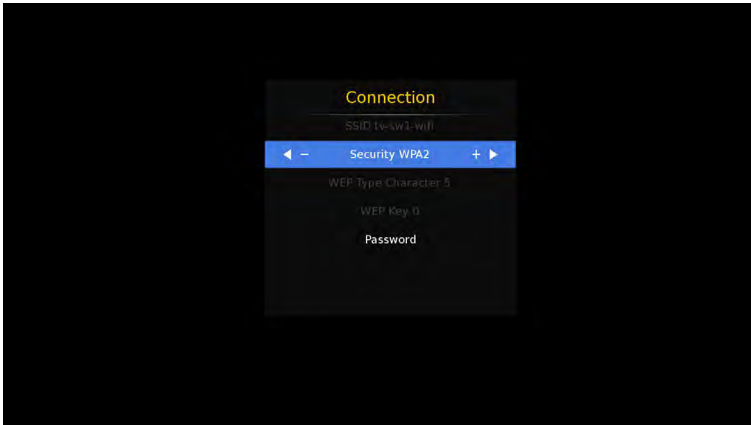 Connection
SSID tv-sw1-wifi
− Security WPA2 +
WEP Type Character 5
WEP Key 0
Password